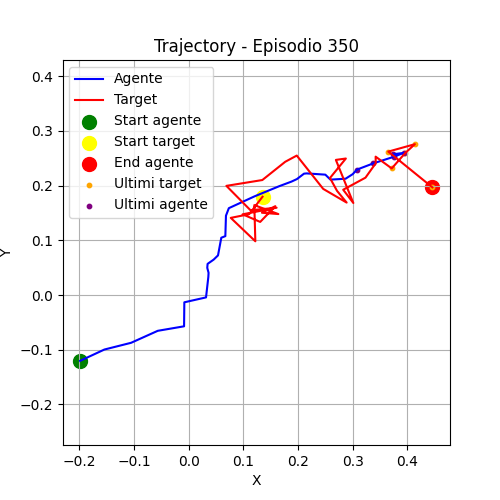 Trajectory - Episodio 350
Agente
Target
Start agente
Start target
End agente
Ultimi target
Ultimi agente
0.4
0.3
0.2
0.1
0.0
−0.1
−0.2
Y
−0.2 −0.1 0.0 0.1 0.2 0.3 0.4
X